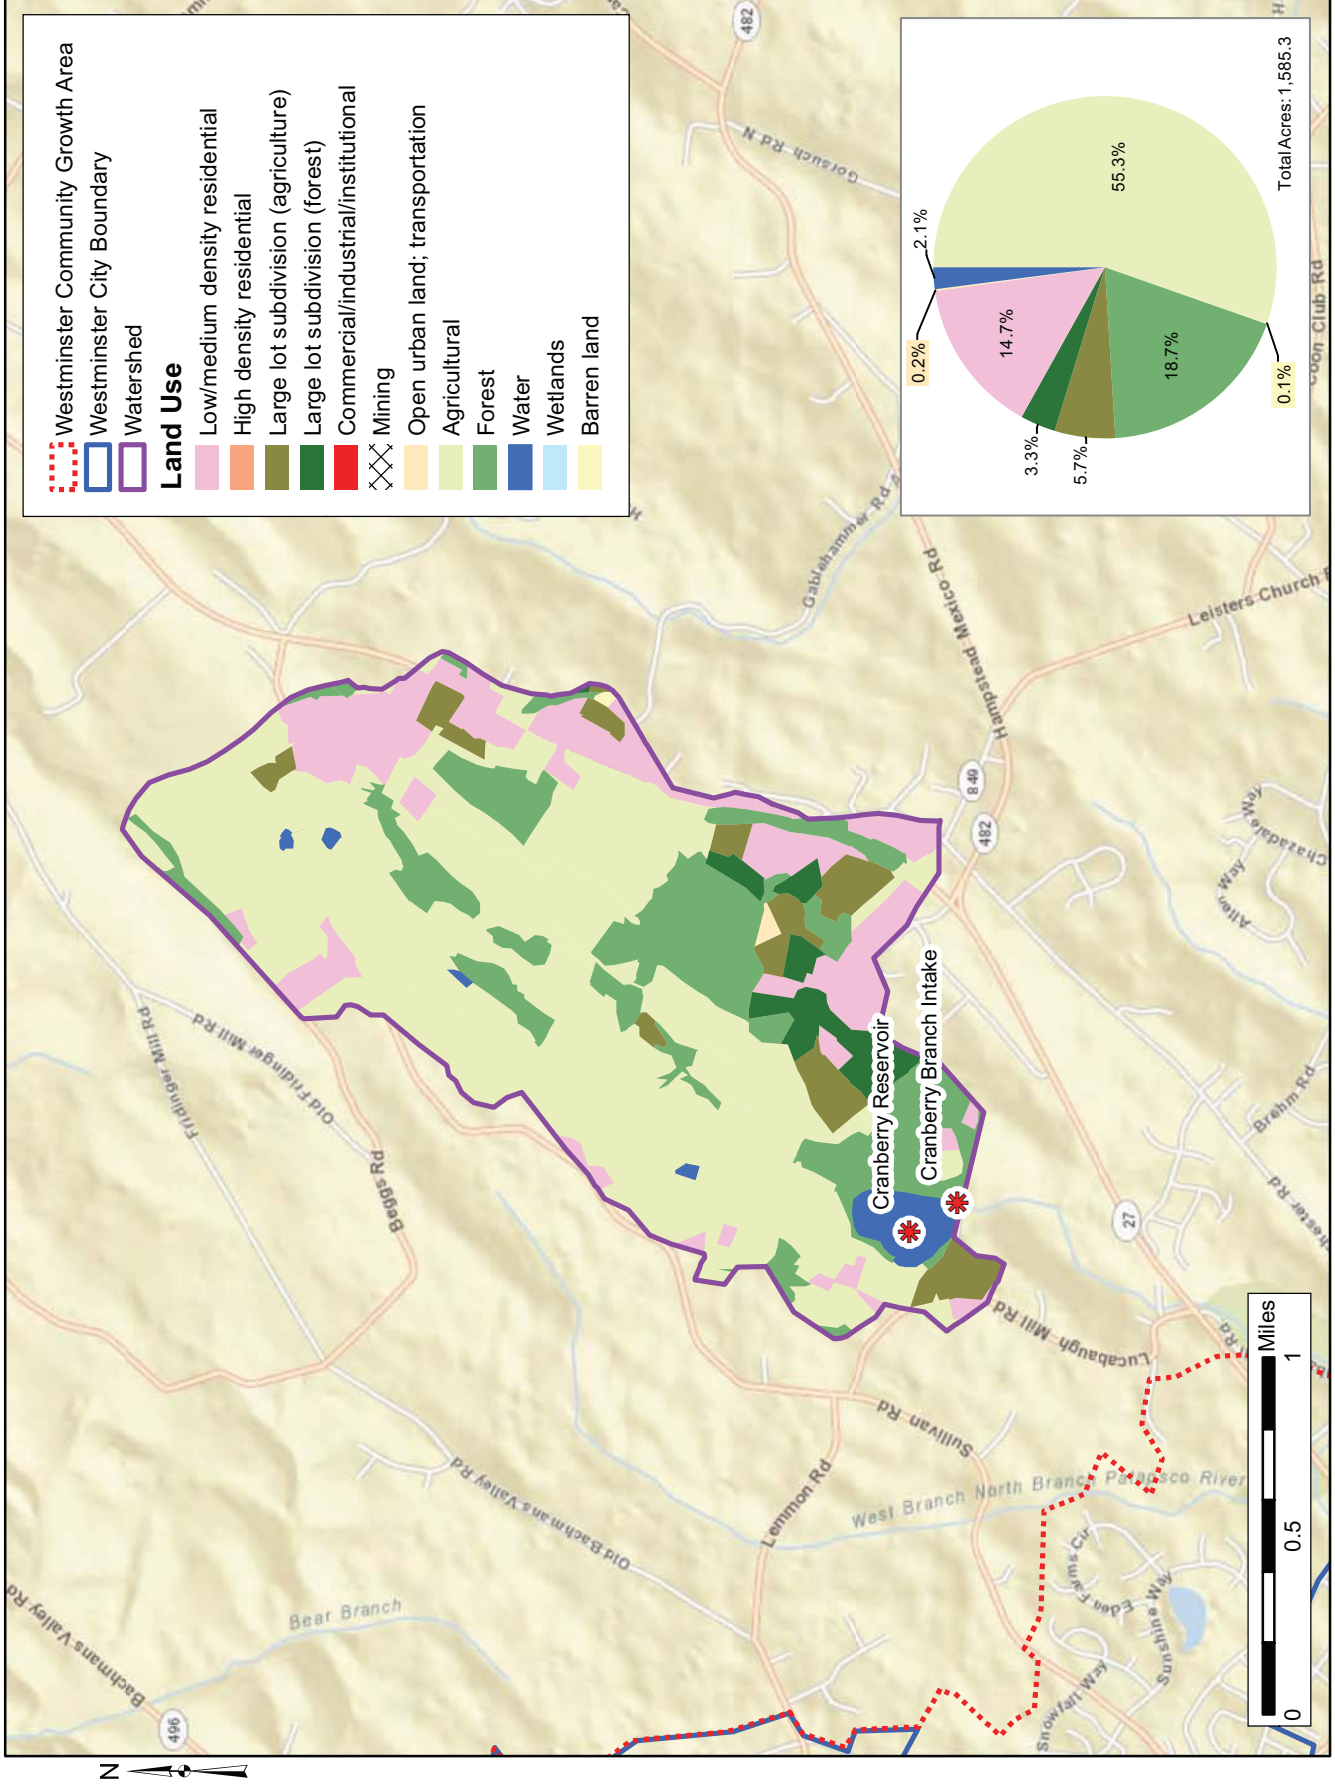 Westminster Community Growth Area
Westminster City Boundary
Watershed
Land Use
Low/medium density residential
High density residential
Large lot subdivision (agriculture)
Large lot subdivision (forest)
Commercial/industrial/institutional
Mining
Open urban land; transportation
Agricultural
Forest
Water
Wetlands
Barren land
2.1%
0.2%
14.7%
3.3%
5.7%
18.7%
0.1%
55.3%
Total Acres: 1,585.3
Cranberry Reservoir
Cranberry Branch Intake
Bachmans Valley Rd
496
Bear Branch
Old Bachmans Valley Rd
Fridinger Mill Rd
Old Fridinger Mill Rd
Beggs Rd
Lemmon Rd
Sullivan Rd
West Branch North Branch Patapsco River
Lucabaugh Mill Rd
Eden Farms Cir
Sunshine Way
Snowfall Way
27
Brehm Rd
chester Rd
Rd
482
849
Hampstead Mexico Rd
Leisters Church
Gablehammer Rd
N Gorsuch Rd
482
Coon Club Rd
Allen Way
Chazadare Way
H
H
0
0.5
1
Miles
N